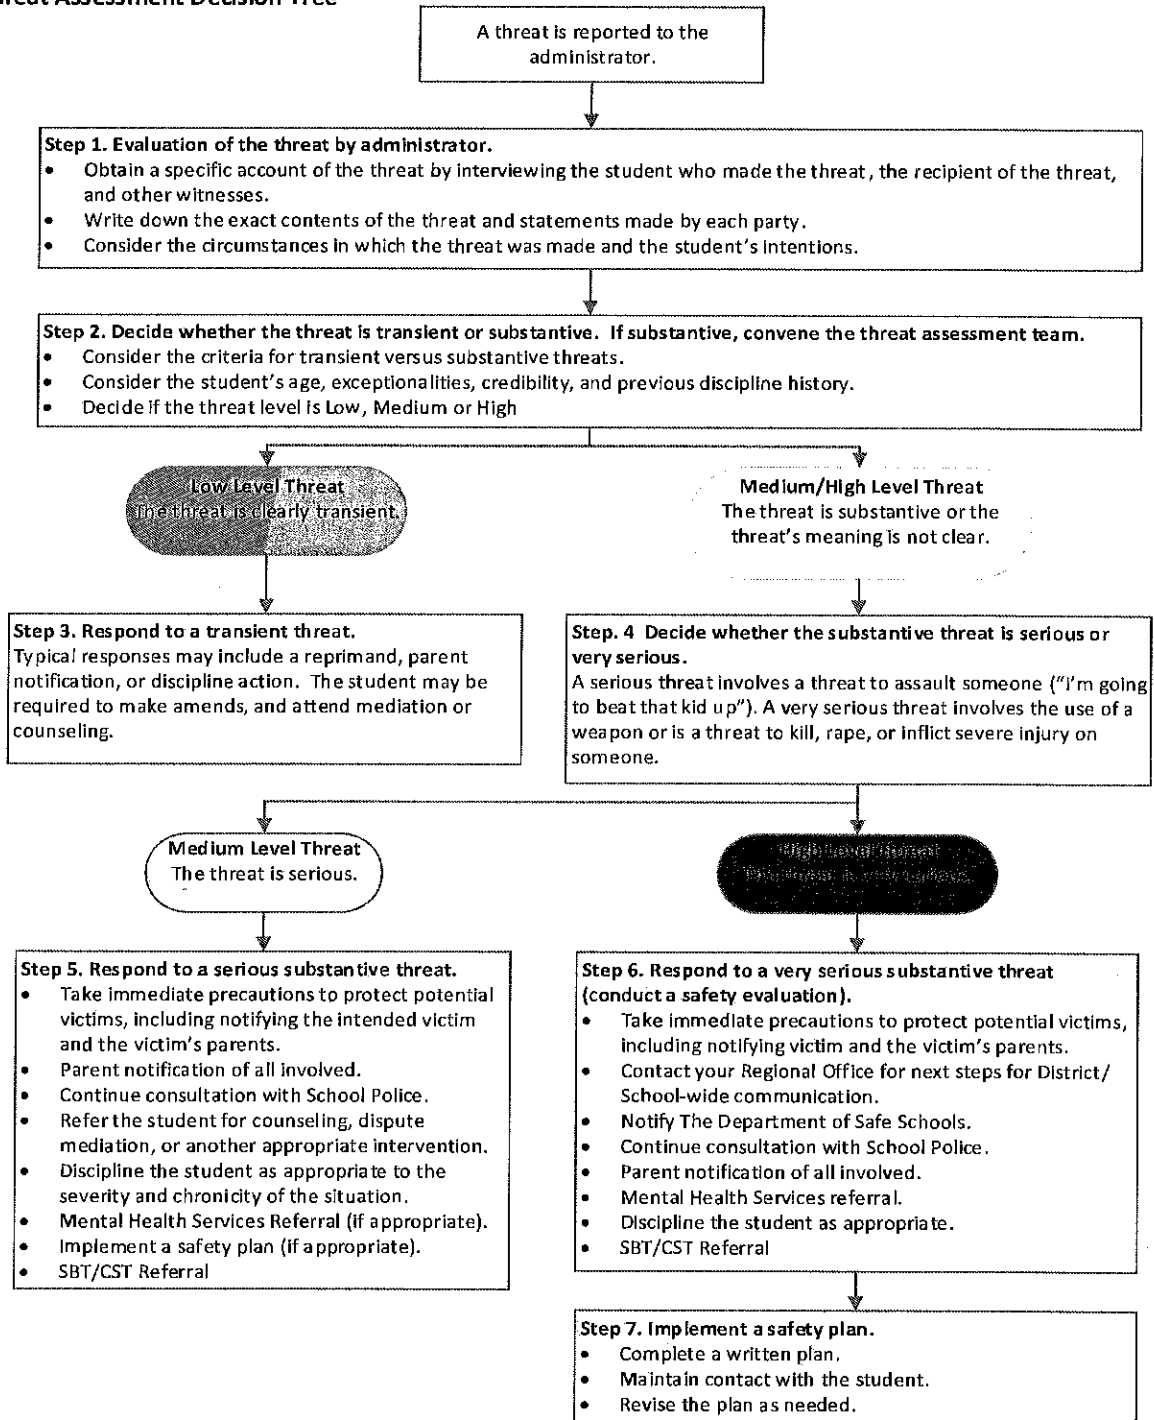 reat Assessment Decision Tree
A threat is reported to the
administrator.
Step 1. Evaluation of the threat by administrator.
• Obtain a specific account of the threat by interviewing the student who made the threat, the recipient of the threat,
and other witnesses.
• Write down the exact contents of the threat and statements made by each party.
• Consider the circumstances in which the threat was made and the student's intentions.
Step 2. Decide whether the threat is transient or substantive. If substantive, convene the threat assessment team.
• Consider the criteria for transient versus substantive threats.
• Consider the student's age, exceptionalities, credibility, and previous discipline history.
• Decide if the threat level is Low, Medium or High
Low Level Threat
The threat is clearly transient.
Medium/High Level Threat
The threat is substantive or the
threat's meaning is not clear.
Step 3. Respond to a transient threat.
Typical responses may include a reprimand, parent
notification, or discipline action. The student may be
required to make amends, and attend mediation or
counseling.
Step. 4 Decide whether the substantive threat is serious or
very serious.
A serious threat involves a threat to assault someone ("I'm going
to beat that kid up"). A very serious threat involves the use of a
weapon or is a threat to kill, rape, or inflict severe injury on
someone.
Medium Level Threat
The threat is serious.
High Level Threat
Step 5. Respond to a serious substantive threat.
• Take immediate precautions to protect potential
victims, including notifying the intended victim
and the victim's parents.
• Parent notification of all involved.
• Continue consultation with School Police.
• Refer the student for counseling, dispute
mediation, or another appropriate intervention.
• Discipline the student as appropriate to the
severity and chronicity of the situation.
• Mental Health Services Referral (if appropriate).
• Implement a safety plan (if appropriate).
• SBT/CST Referral
Step 6. Respond to a very serious substantive threat
(conduct a safety evaluation).
• Take immediate precautions to protect potential victims,
including notifying victim and the victim's parents.
• Contact your Regional Office for next steps for District/
School-wide communication.
• Notify The Department of Safe Schools.
• Continue consultation with School Police.
• Parent notification of all involved.
• Mental Health Services referral.
• Discipline the student as appropriate.
• SBT/CST Referral
Step 7. Implement a safety plan.
• Complete a written plan.
• Maintain contact with the student.
• Revise the plan as needed.